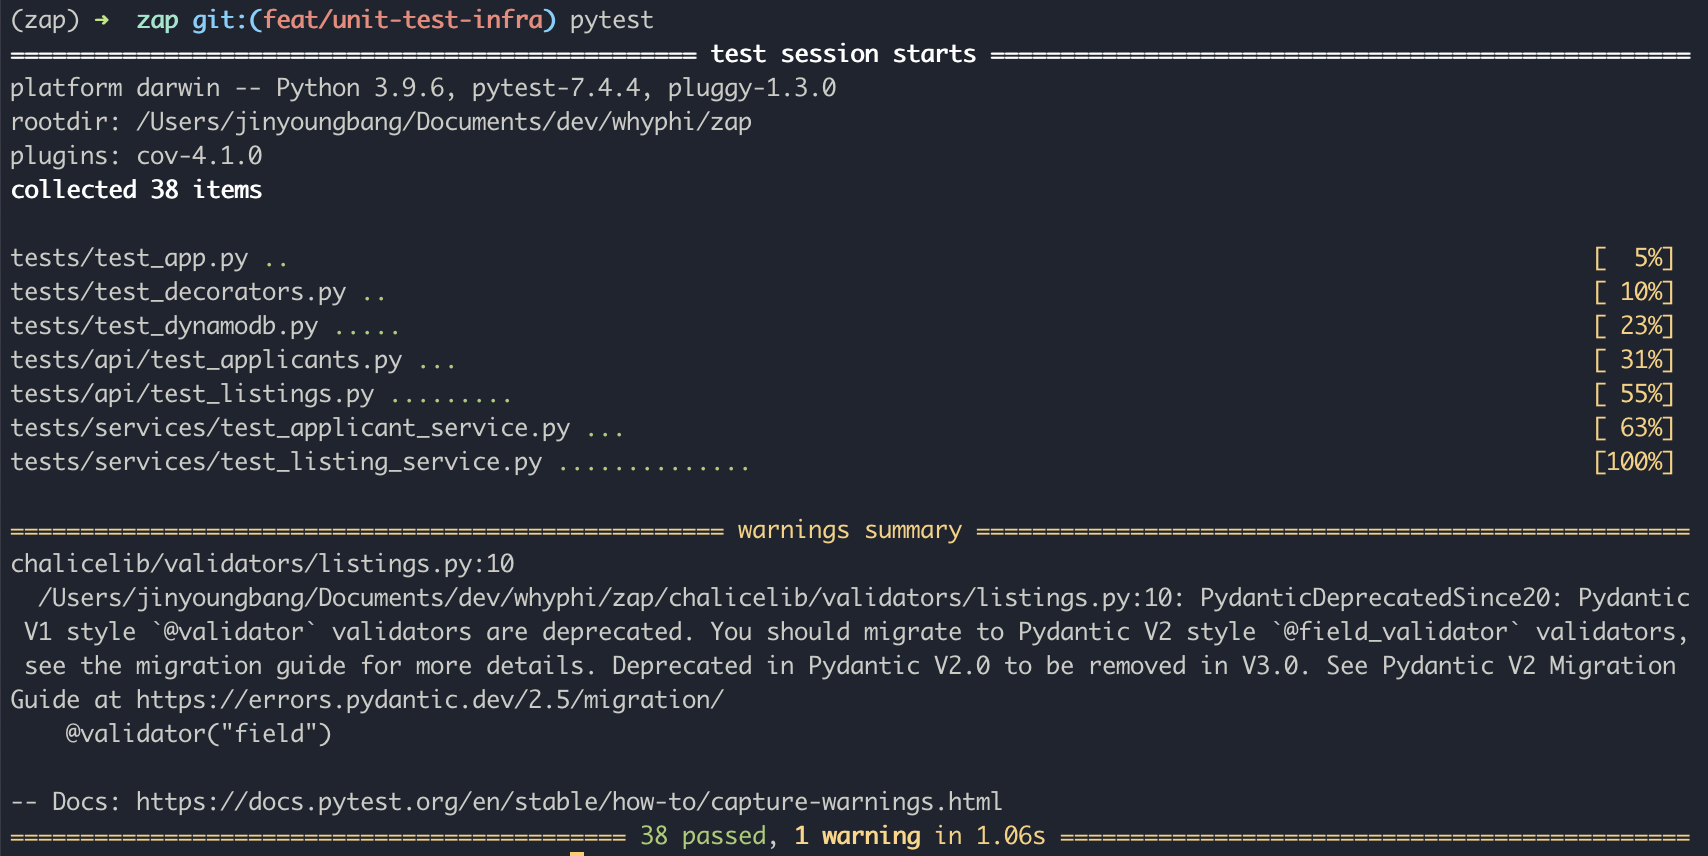 (zap) ➜  zap git:(feat/unit-test-infra) pytest
================================================= test session starts ==================================================
platform darwin -- Python 3.9.6, pytest-7.4.4, pluggy-1.3.0
rootdir: /Users/jinyoungbang/Documents/dev/whyphi/zap
plugins: cov-4.1.0
collected 38 items

tests/test_app.py ..                                                                                             [  5%]
tests/test_decorators.py ..                                                                                      [ 10%]
tests/test_dynamodb.py .....                                                                                     [ 23%]
tests/api/test_applicants.py ...                                                                                 [ 31%]
tests/api/test_listings.py .........                                                                             [ 55%]
tests/services/test_applicant_service.py ...                                                                     [ 63%]
tests/services/test_listing_service.py ..............                                                            [100%]

=================================================== warnings summary ===================================================
chalicelib/validators/listings.py:10
  /Users/jinyoungbang/Documents/dev/whyphi/zap/chalicelib/validators/listings.py:10: PydanticDeprecatedSince20: Pydantic
 V1 style `@validator` validators are deprecated. You should migrate to Pydantic V2 style `@field_validator` validators,
 see the migration guide for more details. Deprecated in Pydantic V2.0 to be removed in V3.0. See Pydantic V2 Migration
Guide at https://errors.pydantic.dev/2.5/migration/
    @validator("field")

-- Docs: https://docs.pytest.org/en/stable/how-to/capture-warnings.html
============================================ 38 passed, 1 warning in 1.06s =============================================